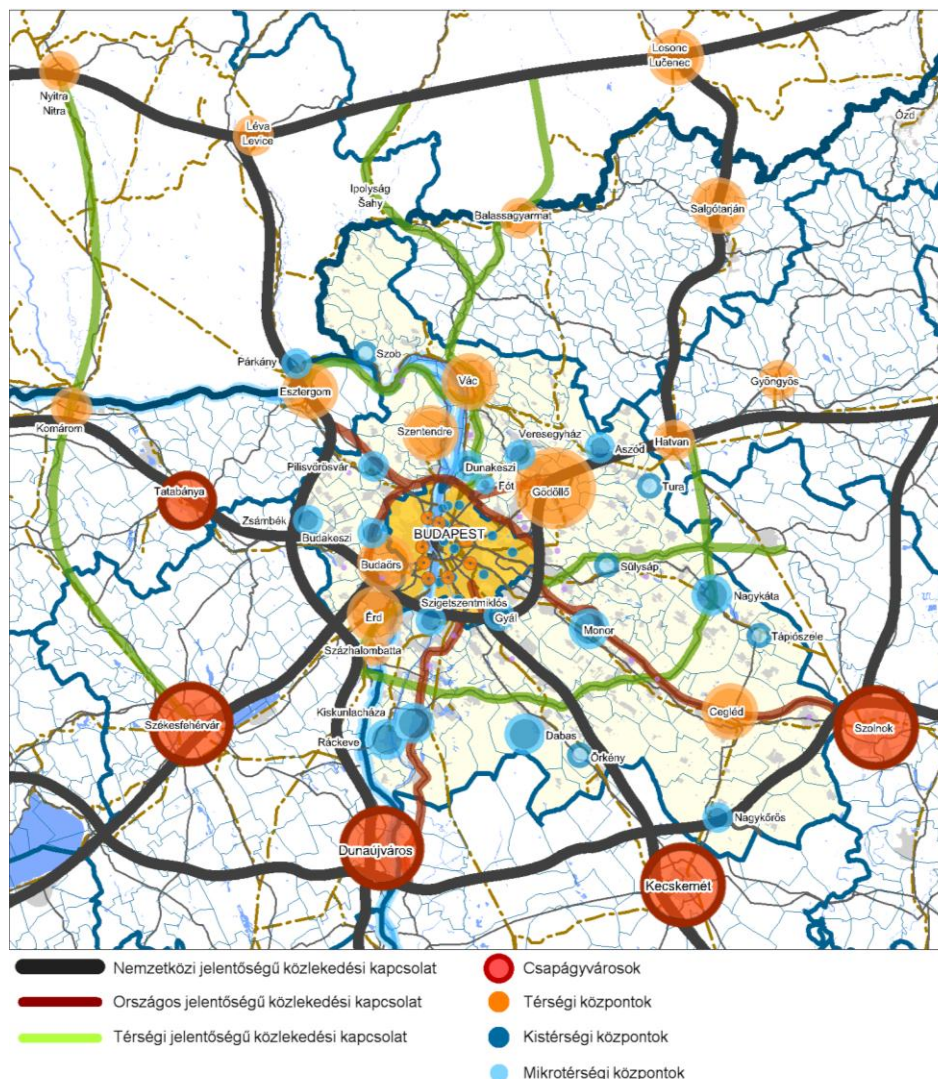 Losonc
Lučenec
Nyitra
Nitra
Ózd
Léva
Levice
Ipolyság
Šahy
Balassagyarmat
Salgótarján
Párkány
Szob
Vác
Gyöngyös
Esztergom
Szentendre
Veresegyház
Hatvan
Komárom
Aszód
Pilisvörösvár
Dunakeszi
Tatabánya
Fót
Gödöllő
Tura
Zsámbék
Budakeszi
BUDAPEST
Budaörs
Sülysáp
Nagykáta
Szigetszentmiklós
Érd
Gyál
Monor
Tápiószele
Százhalombatta
Kiskunlacháza
Cegléd
Székesfehérvár
Szolnok
Ráckeve
Dabas
Örkény
Nagykőrös
Dunaújváros
Kecskemét
Nemzetközi jelentőségű közlekedési kapcsolat
Csapágyvárosok
Országos jelentőségű közlekedési kapcsolat
Térségi központok
Térségi jelentőségű közlekedési kapcsolat
Kistérségi központok
Mikrotérségi központok